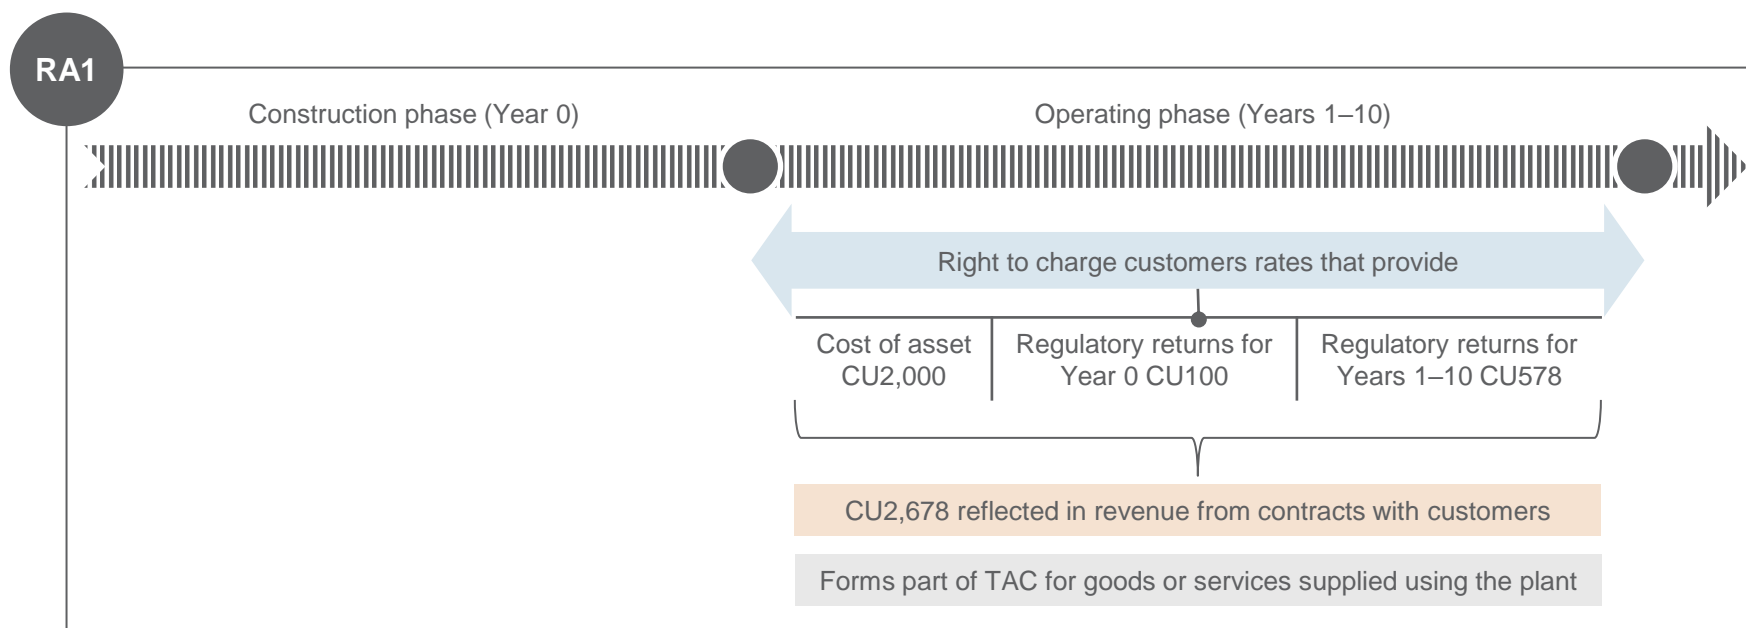 RA1
Construction phase (Year 0)
Operating phase (Years 1–10)
Right to charge customers rates that provide
Cost of asset
CU2,000
Regulatory returns for
Year 0 CU100
Regulatory returns for
Years 1–10 CU578
CU2,678 reflected in revenue from contracts with customers
Forms part of TAC for goods or services supplied using the plant